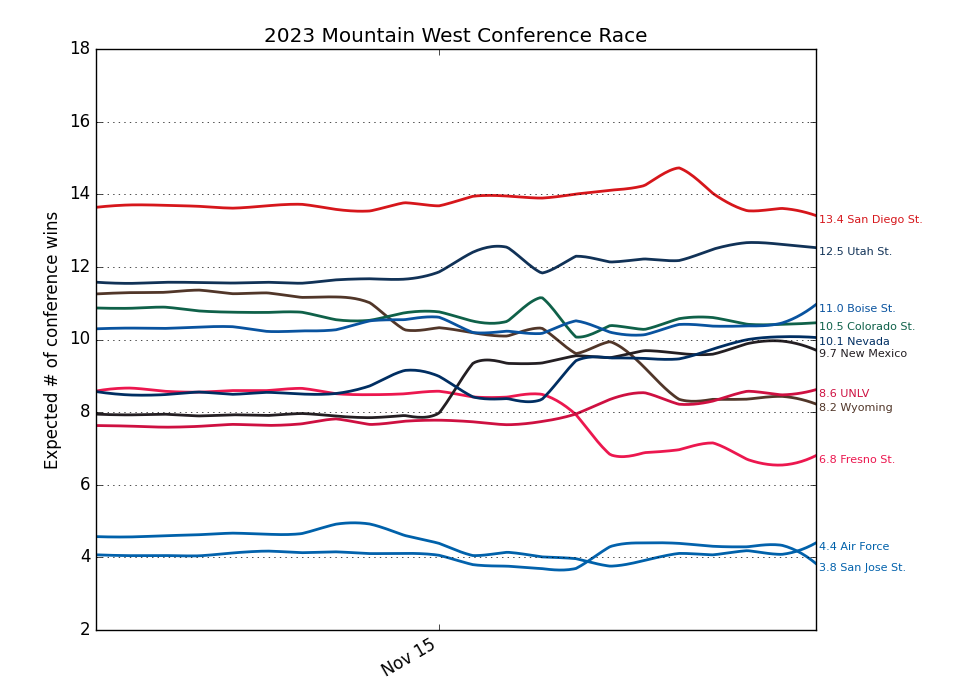 2023 Mountain West Conference Race
Expected # of conference wins
18
16
14
12
10
8
6
4
2
Nov 15
13.4 San Diego St.
12.5 Utah St.
11.0 Boise St.
10.5 Colorado St.
10.1 Nevada
9.7 New Mexico
8.6 UNLV
8.2 Wyoming
6.8 Fresno St.
4.4 Air Force
3.8 San Jose St.